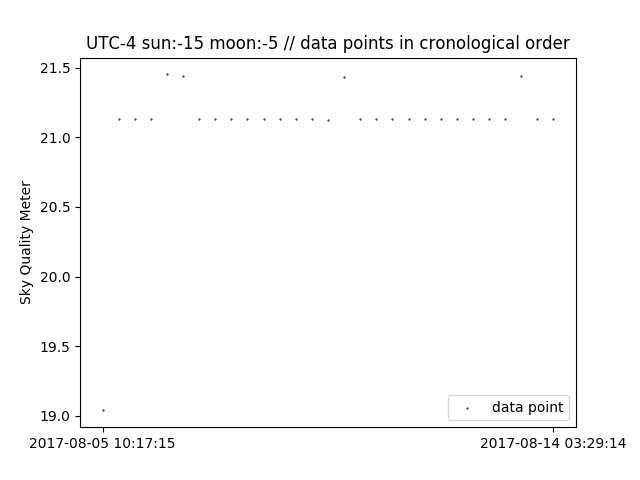 UTC-4 sun:-15 moon:-5 // data points in cronological order
21.5
21.0
20.5
20.0
19.5
19.0
Sky Quality Meter
data point
2017-08-05 10:17:15
2017-08-14 03:29:14